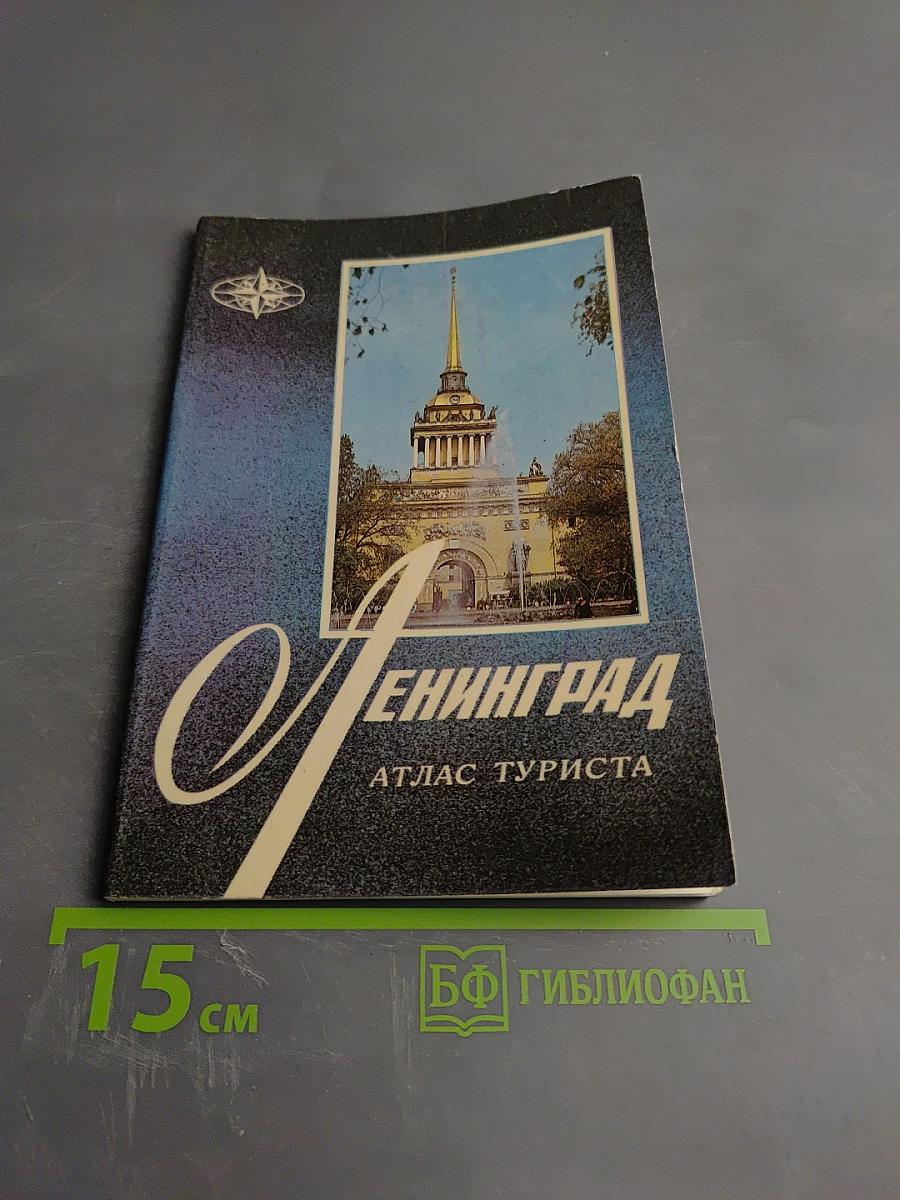 ЛЕНИНГРАД
АТЛАС ТУРИСТА
15 см
БФ ГИБЛИОФАН